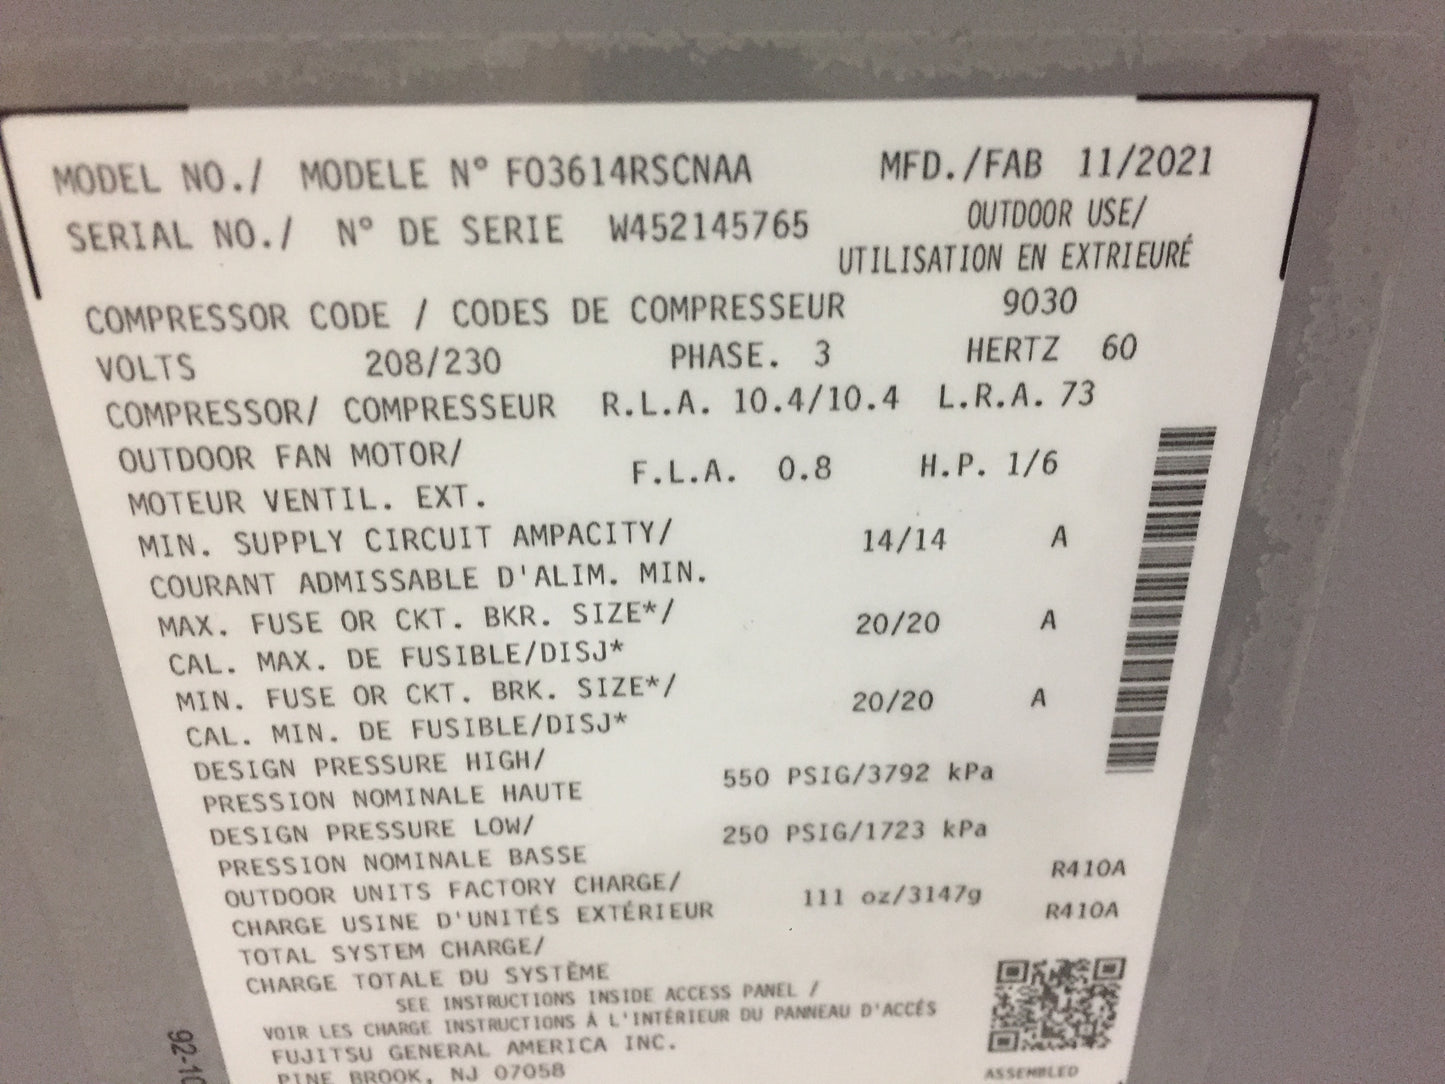 MODEL NO./ MODELE N° FO3614RSCNAA MFD./FAB 11/2021
SERIAL NO./ N° DE SERIE W452145765 OUTDOOR USE/
UTILISATION EN EXTRIEURÉ
COMPRESSOR CODE / CODES DE COMPRESSEUR 9030
VOLTS 208/230 PHASE. 3 HERTZ 60
COMPRESSOR/ COMPRESSEUR R.L.A. 10.4/10.4 L.R.A. 73
OUTDOOR FAN MOTOR/ F.L.A. 0.8 H.P. 1/6
MOTEUR VENTIL. EXT.
MIN. SUPPLY CIRCUIT AMPACITY/ 14/14 A
COURANT ADMISSABLE D'ALIM. MIN.
MAX. FUSE OR CKT. BKR. SIZE*/ 20/20 A
CAL. MAX. DE FUSIBLE/DISJ*
MIN. FUSE OR CKT. BRK. SIZE*/ 20/20 A
CAL. MIN. DE FUSIBLE/DISJ*
DESIGN PRESSURE HIGH/ 550 PSIG/3792 kPa
PRESSION NOMINALE HAUTE
DESIGN PRESSURE LOW/ 250 PSIG/1723 kPa
PRESSION NOMINALE BASSE
OUTDOOR UNITS FACTORY CHARGE/ 111 oz/3147g R410A
CHARGE USINE D'UNITÉS EXTÉRIEUR R410A
TOTAL SYSTEM CHARGE/
CHARGE TOTALE DU SYSTÈME
SEE INSTRUCTIONS INSIDE ACCESS PANEL /
VOIR LES CHARGE INSTRUCTIONS À L'INTÉRIEUR DU PANNEAU D'ACCÉS
FUJITSU GENERAL AMERICA INC.
PINE BROOK, NJ 07058
ASSEMBLED
92-10